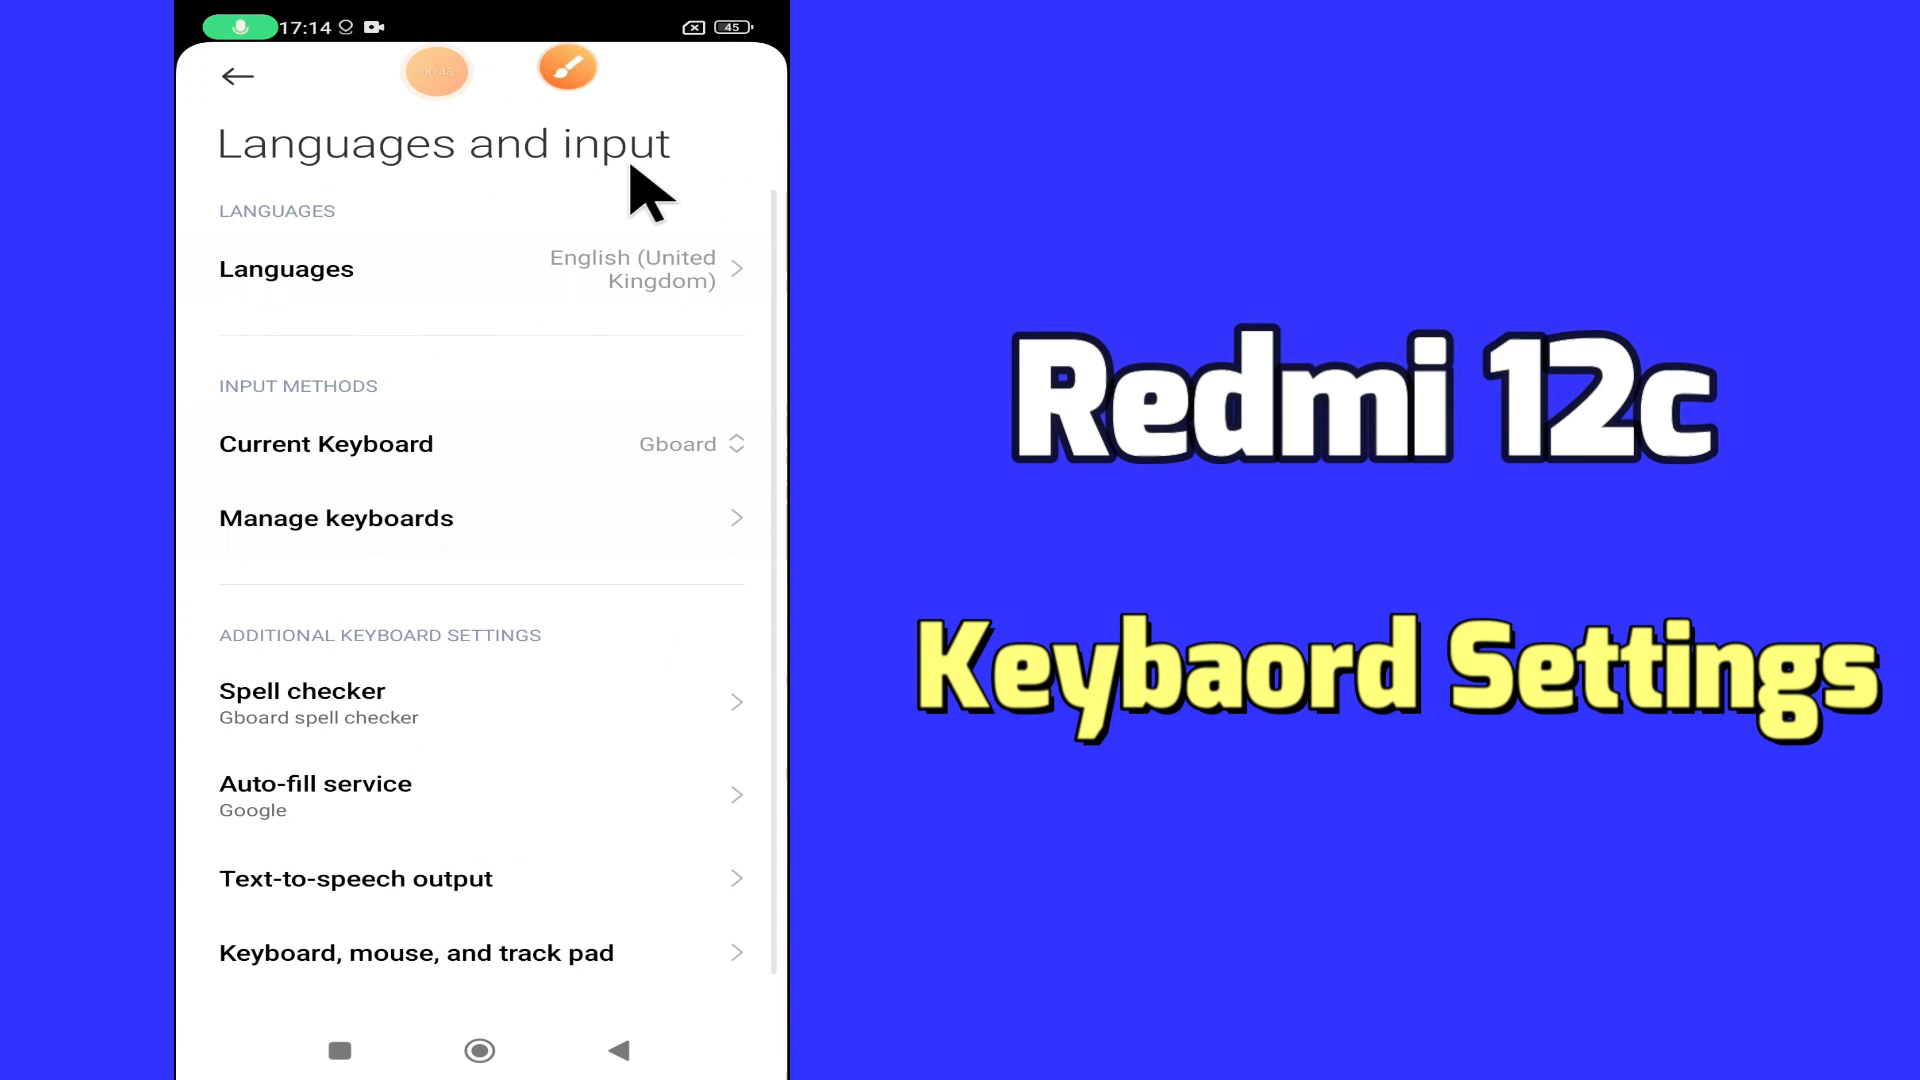 17:14
45
00:48
Languages and input
LANGUAGES
Languages
English (United
Kingdom)
INPUT METHODS
Current Keyboard
Gboard
Manage keyboards
ADDITIONAL KEYBOARD SETTINGS
Spell checker
Gboard spell checker
Auto-fill service
Google
Text-to-speech output
Keyboard, mouse, and track pad
Redmi 12c
Keybaord Settings